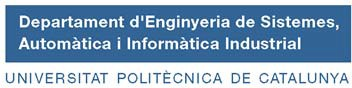 Departament d'Enginyeria de Sistemes,
Automàtica i Informàtica Industrial
UNIVERSITAT POLITÈCNICA DE CATALUNYA